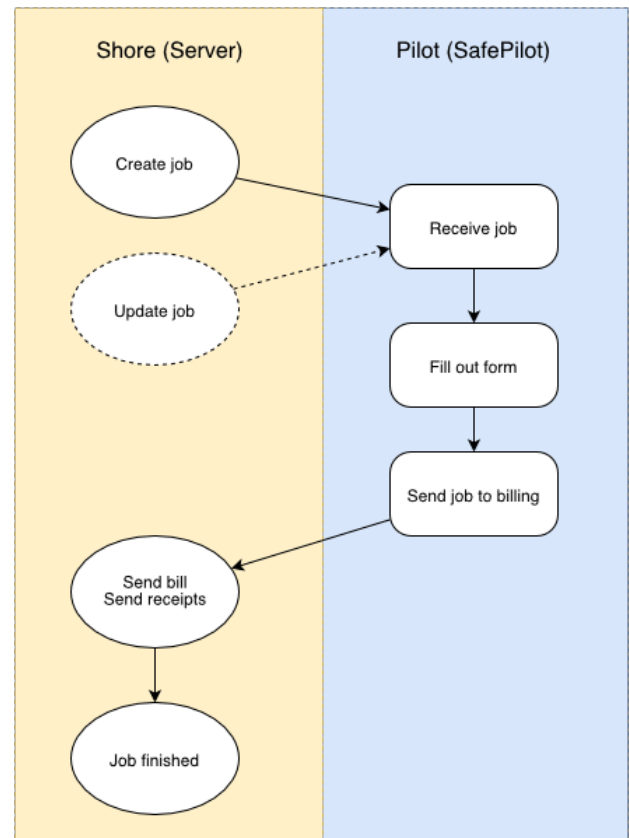 Shore (Server)
Pilot (SafePilot)
Create job
Receive job
Update job
Fill out form
Send job to billing
Send bill
Send receipts
Job finished